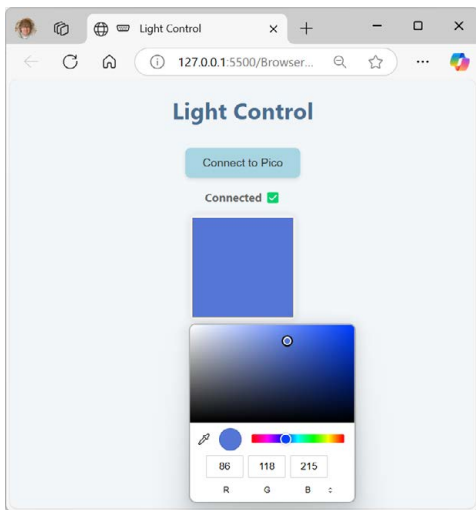 Light Control
127.0.0.1:5500/Browser...
Light Control
Connect to Pico
Connected ✅
86 118 215
R G B